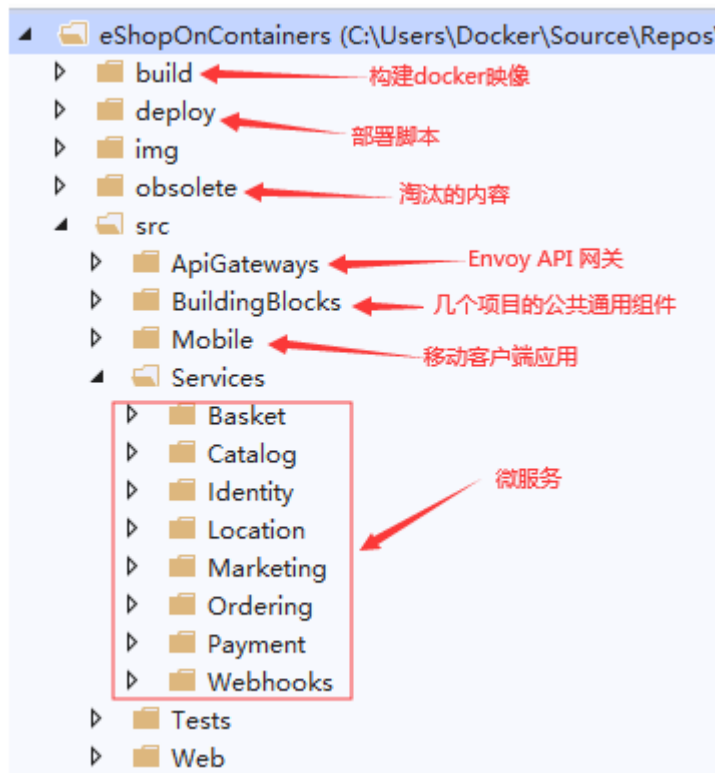 eShopOnContainers (C:\Users\Docker\Source\Repos\
build 构建docker映像
deploy 部署脚本
img
obsolete 淘汰的内容
src
ApiGateways Envoy API 网关
BuildingBlocks 几个项目的公共通用组件
Mobile 移动客户端应用
Services
Basket
Catalog
Identity 微服务
Location
Marketing
Ordering
Payment
Webhooks
Tests
Web